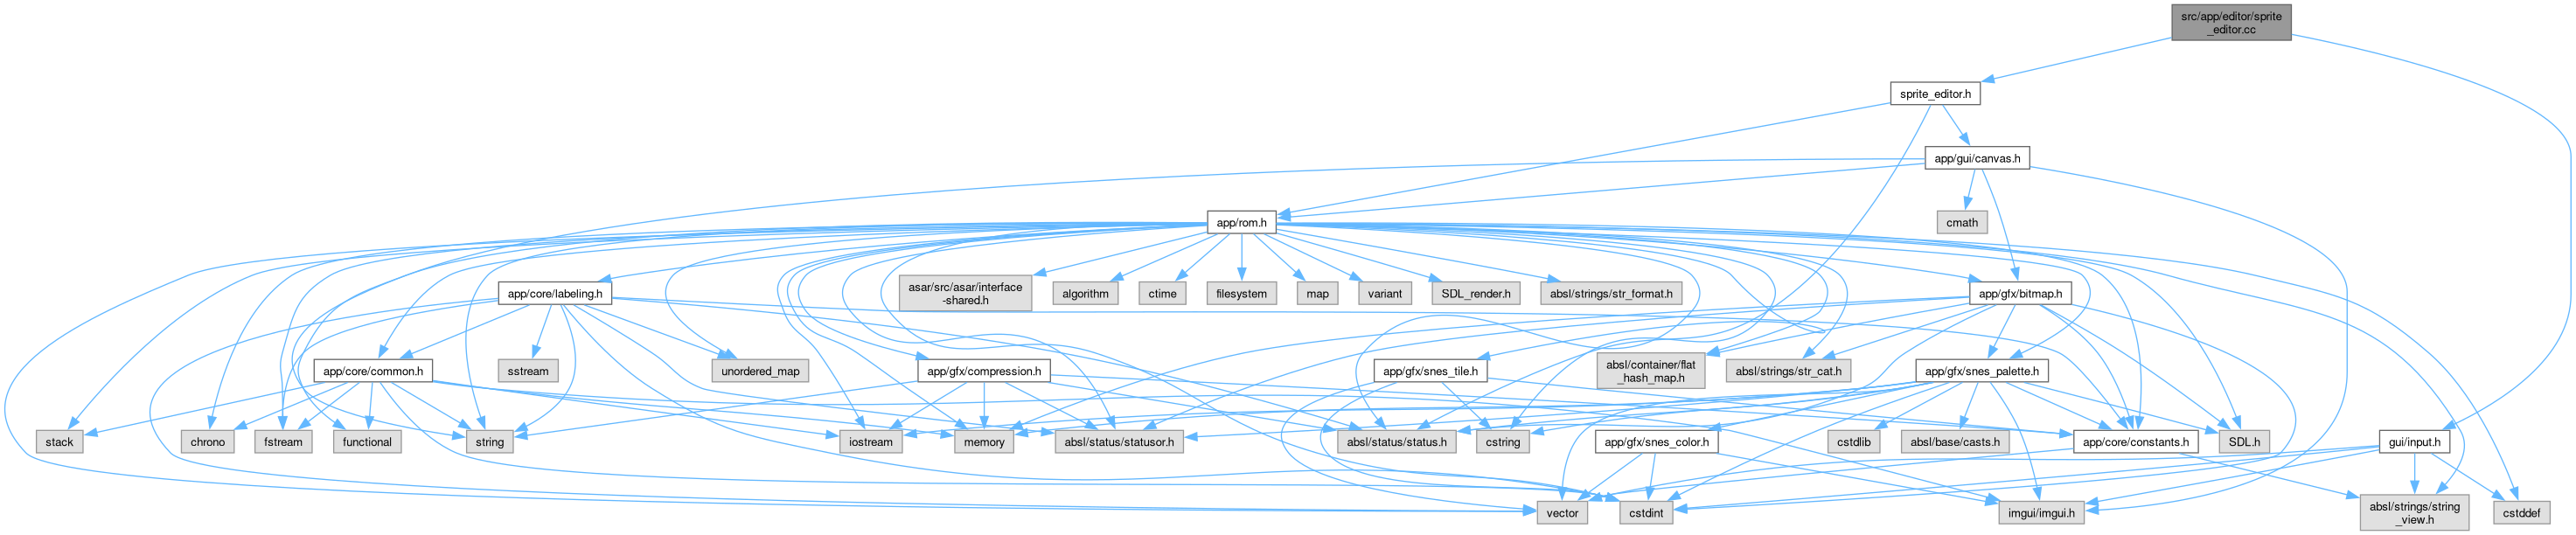 src/app/editor/sprite
_editor.cc
sprite_editor.h
app/gui/canvas.h
app/rom.h
cmath
app/core/labeling.h
asar/src/asar/interface
-shared.h
algorithm
ctime
filesystem
map
variant
SDL_render.h
absl/strings/str_format.h
app/gfx/bitmap.h
app/core/common.h
sstream
unordered_map
app/gfx/compression.h
absl/container/flat
_hash_map.h
app/gfx/snes_tile.h
absl/strings/str_cat.h
app/gfx/snes_palette.h
stack
chrono
fstream
functional
string
iostream
memory
absl/status/statusor.h
absl/status/status.h
cstring
app/gfx/snes_color.h
cstdlib
absl/base/casts.h
app/core/constants.h
SDL.h
gui/input.h
vector
cstdint
imgui/imgui.h
absl/strings/string
_view.h
cstddef